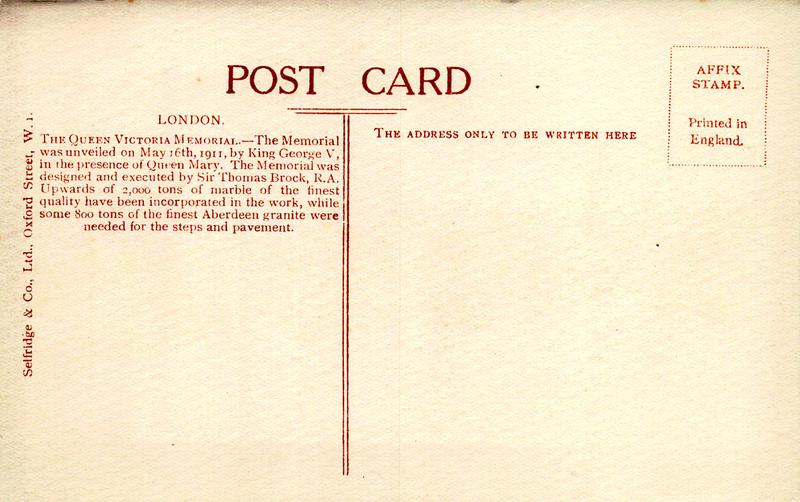 POST CARD
AFFIX
STAMP.
Printed in
England.
LONDON.
THE QUEEN VICTORIA MEMORIAL.—The Memorial
was unveiled on May 16th, 1911, by King George V,
in the presence of Queen Mary. The Memorial was
designed and executed by Sir Thomas Brock, R.A.
Upwards of 2,000 tons of marble of the finest
quality have been incorporated in the work, while
some 800 tons of the finest Aberdeen granite were
needed for the steps and pavement.
THE ADDRESS ONLY TO BE WRITTEN HERE
Selfridge & Co., Ltd., Oxford Street, W. 1.